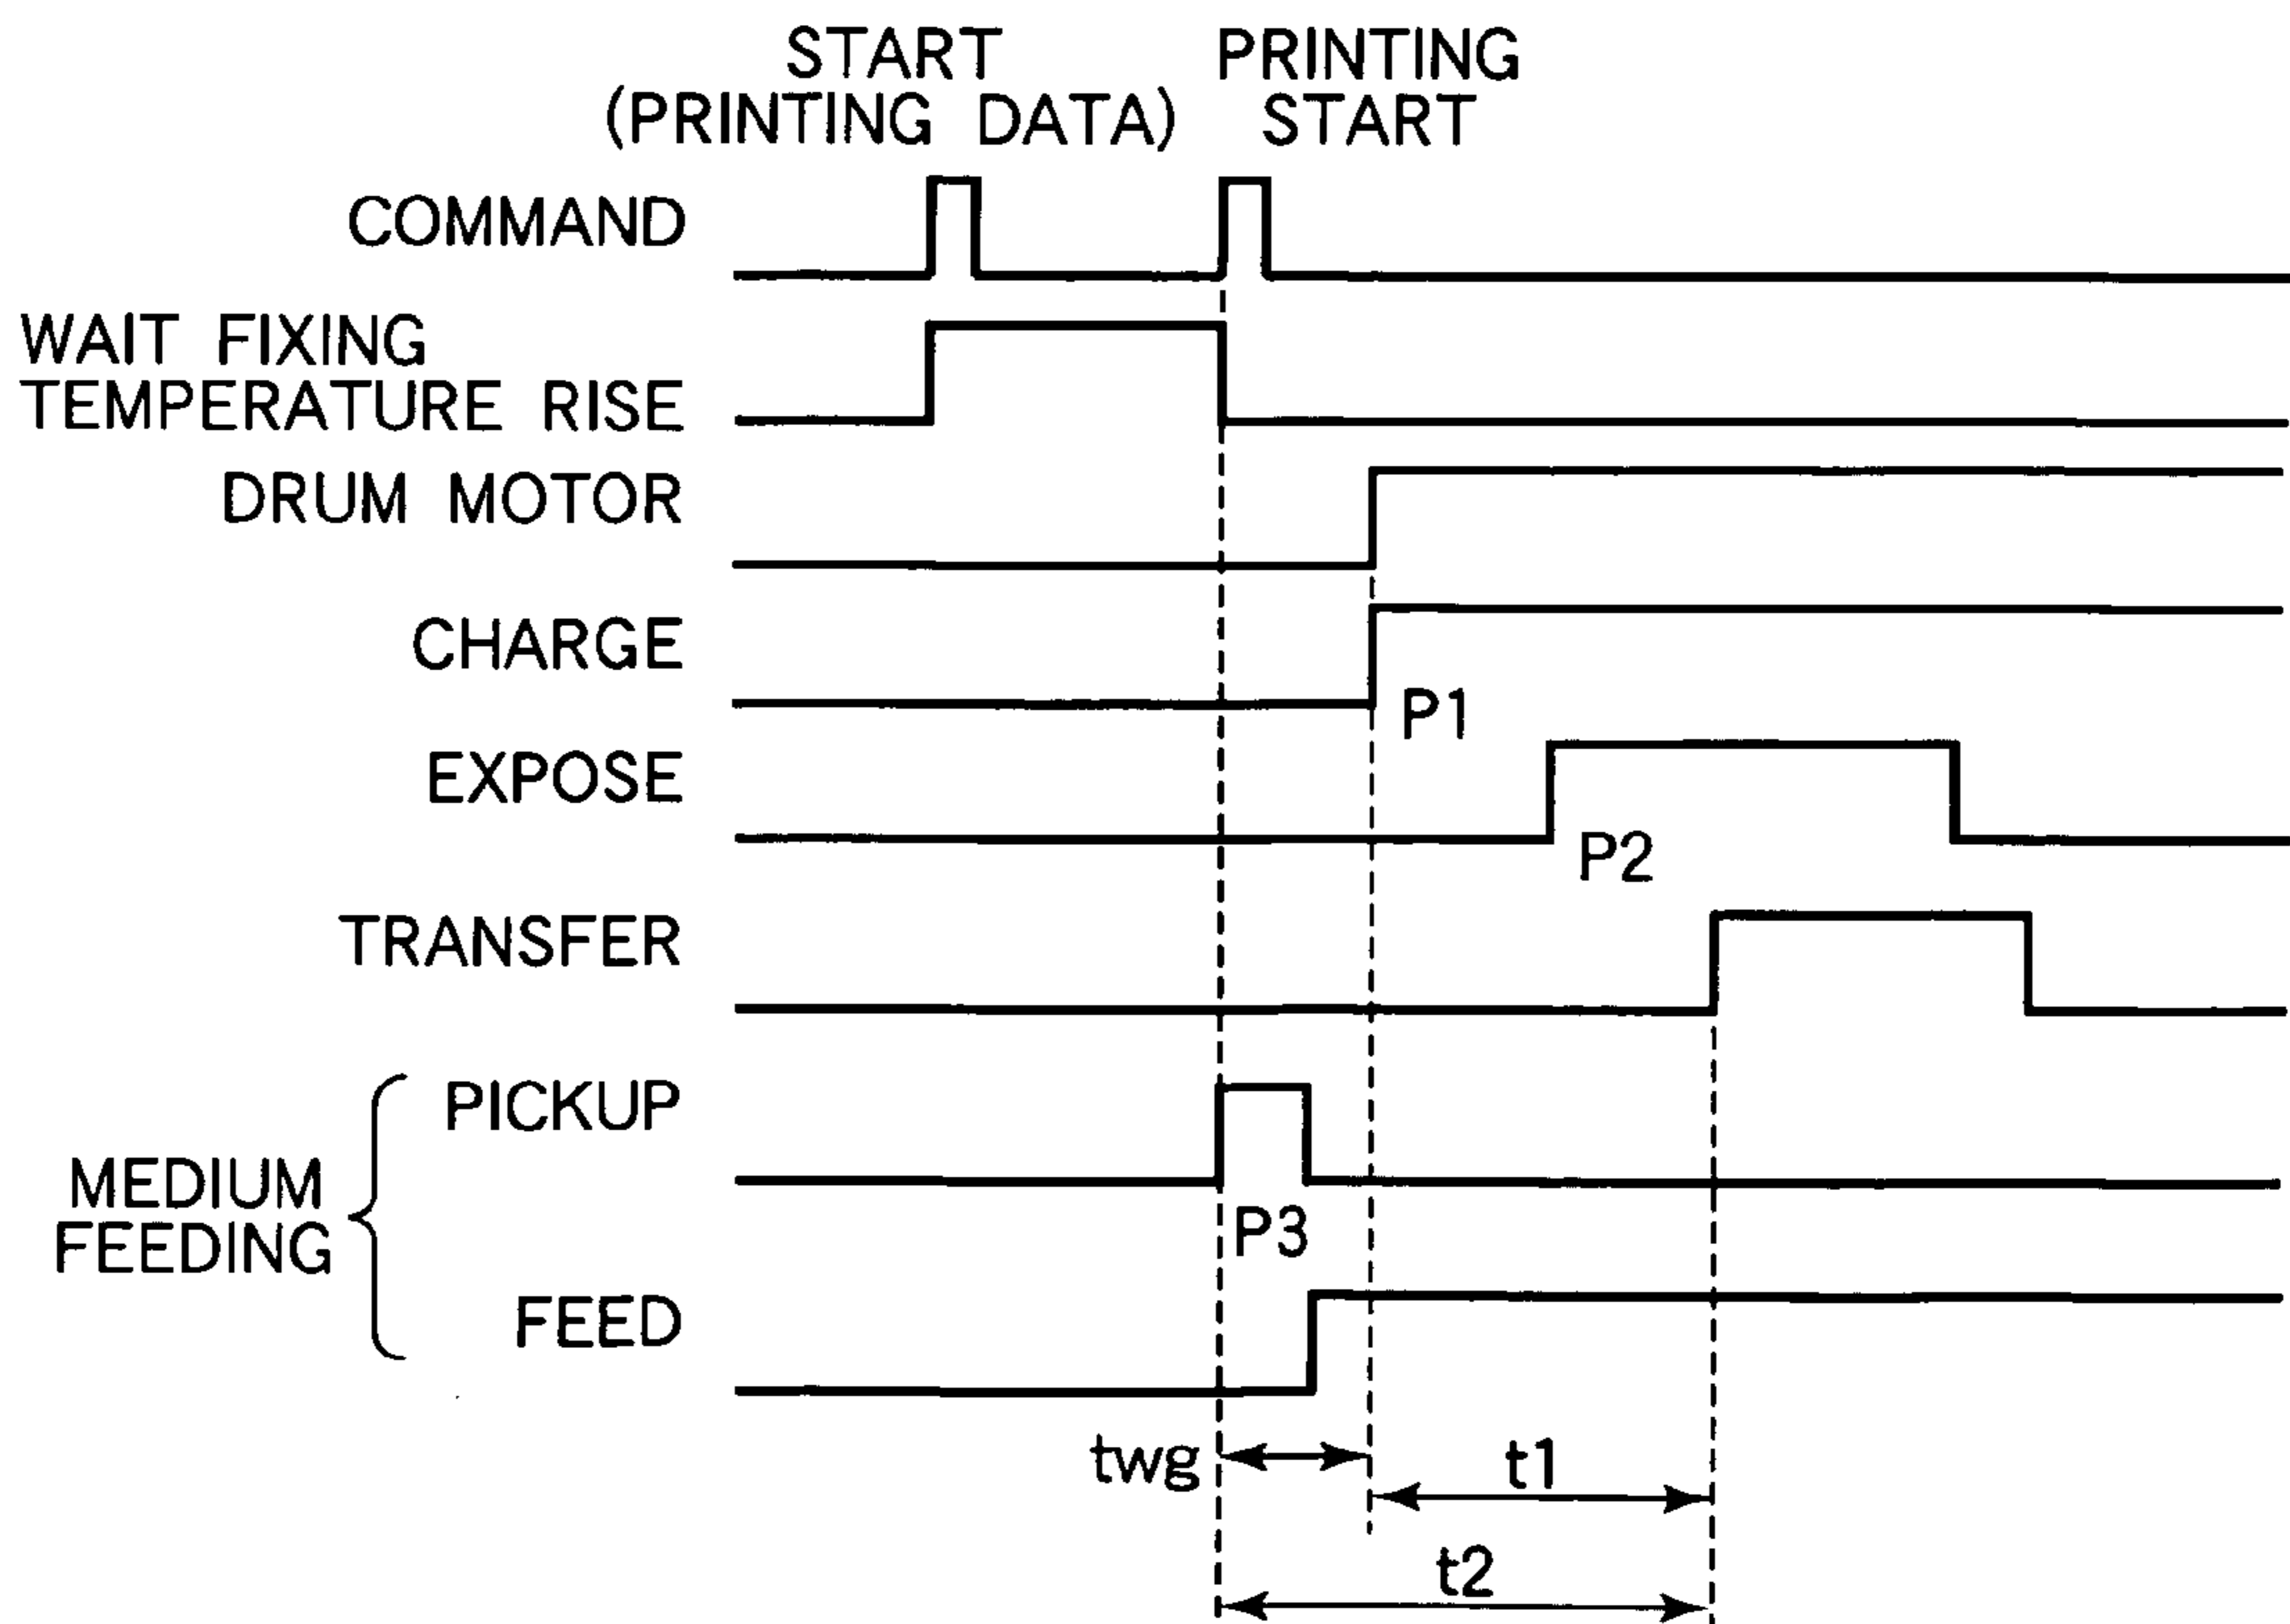 START
(PRINTING DATA)
PRINTING
START
COMMAND
WAIT FIXING
TEMPERATURE RISE
DRUM MOTOR
CHARGE
P1
EXPOSE
P2
TRANSFER
PICKUP
MEDIUM
FEEDING
P3
FEED
twg
t1
t2